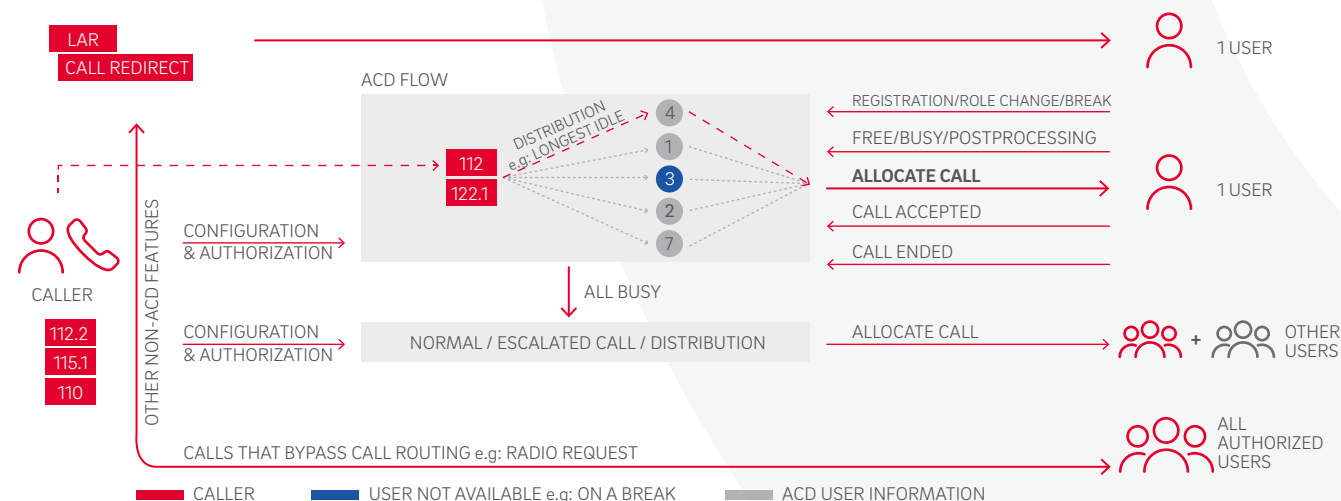 LAR
CALL REDIRECT
1 USER
ACD FLOW
DISTRIBUTION
e.g: LONGEST IDLE
112
122.1
4
1
3
2
7
REGISTRATION/ROLE CHANGE/BREAK
FREE/BUSY/POSTPROCESSING
ALLOCATE CALL
CALL ACCEPTED
CALL ENDED
1 USER
CALLER
112.2
115.1
110
OTHER NON-ACD FEATURES
CONFIGURATION
& AUTHORIZATION
ALL BUSY
CONFIGURATION
& AUTHORIZATION
NORMAL / ESCALATED CALL / DISTRIBUTION
ALLOCATE CALL
+
OTHER
USERS
CALLS THAT BYPASS CALL ROUTING e.g: RADIO REQUEST
ALL
AUTHORIZED
USERS
CALLER
USER NOT AVAILABLE e.g: ON A BREAK
ACD USER INFORMATION